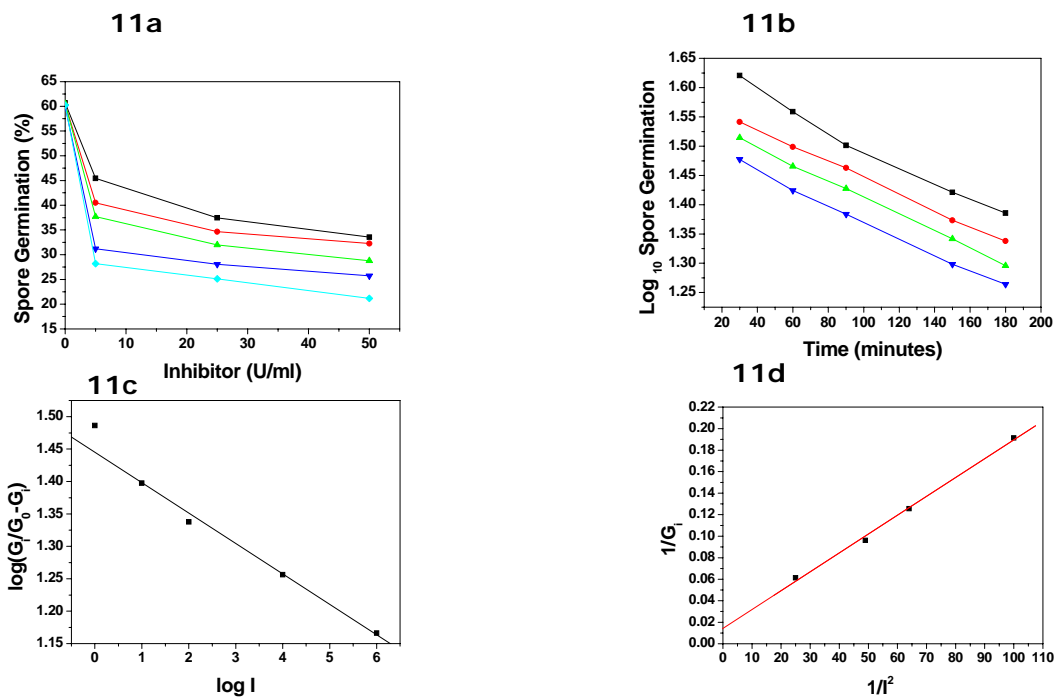 11a
65
60
55
50
45
40
35
30
25
20
15
Spore Germination (%)
0 10 20 30 40 50
Inhibitor (U/ml)
11b
1.65
1.60
1.55
1.50
1.45
1.40
1.35
1.30
1.25
Log 10 Spore Germination
20 40 60 80 100 120 140 160 180 200
Time (minutes)
11c
1.50
1.45
1.40
1.35
1.30
1.25
1.20
1.15
log(Gi/G0-Gi)
0 1 2 3 4 5 6
log I
11d
0.22
0.20
0.18
0.16
0.14
0.12
0.10
0.08
0.06
0.04
0.02
0.00
1/Gi
0 10 20 30 40 50 60 70 80 90 100 110
1/I²